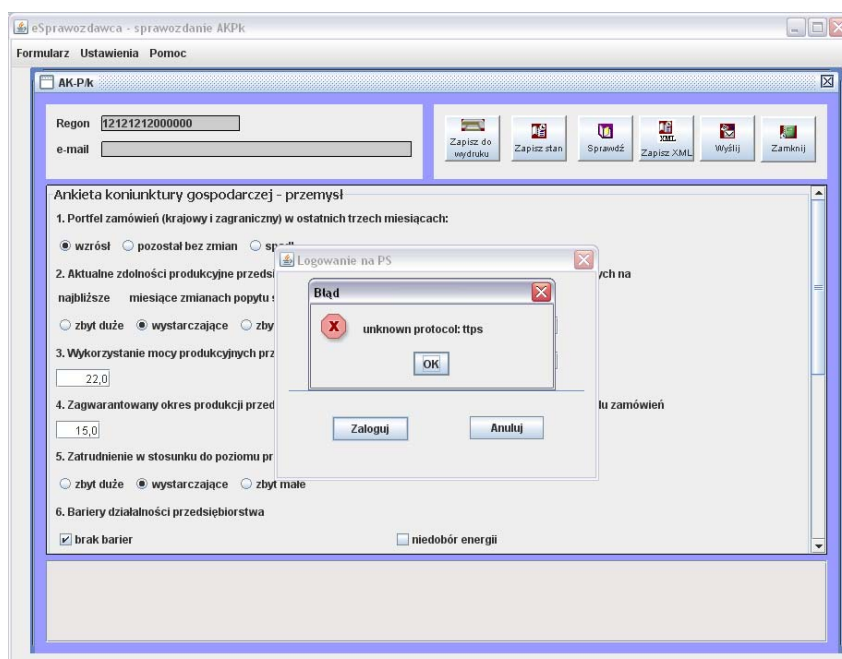 eSprawozdawca - sprawozdanie AKPk
Formularz Ustawienia Pomoc
AK-P/k
Regon 12121212000000
e-mail
Zapisz do wydruku
Zapisz stan
Sprawdź
XML
Zapisz XML
Wyślij
Zamknij
Ankieta koniunktury gospodarczej - przemysł
1. Portfel zamówień (krajowy i zagraniczny) w ostatnich trzech miesiącach:
wzrósł pozostał bez zmian
Logowanie na PS
2. Aktualne zdolności produkcyjne ych na
najbliższe miesiące zmianach popytu
Błąd
unknown protocol: ttps
OK
zbyt duże wystarczające
3. Wykorzystanie mocy produkcyjnych
22,0
4. Zagwarantowany okres produkcji lu zamówień
15,0
Zaloguj Anuluj
5. Zatrudnienie w stosunku do poziomu
zbyt duże wystarczające zbyt małe
6. Bariery działalności przedsiębiorstwa
brak barier niedobór energii